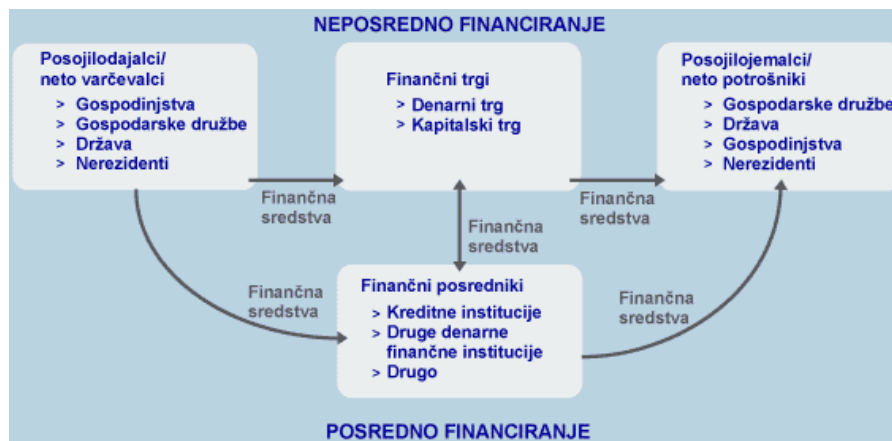 NEPOSREDNO FINANCIRANJE
Posojilodajalci/
neto varčevalci
> Gospodinjstva
> Gospodarske družbe
> Država
> Nerezidenti
Finančni trgi
> Denarni trg
> Kapitalski trg
Posojilojemalci/
neto potrošniki
> Gospodarske družbe
> Država
> Gospodinjstva
> Nerezidenti
Finančna
sredstva
Finančna
sredstva
Finančna
sredstva
Finančna
sredstva
Finančni posredniki
> Kreditne institucije
> Druge denarne
finančne institucije
> Drugo
Finančna
sredstva
POSREDNO FINANCIRANJE